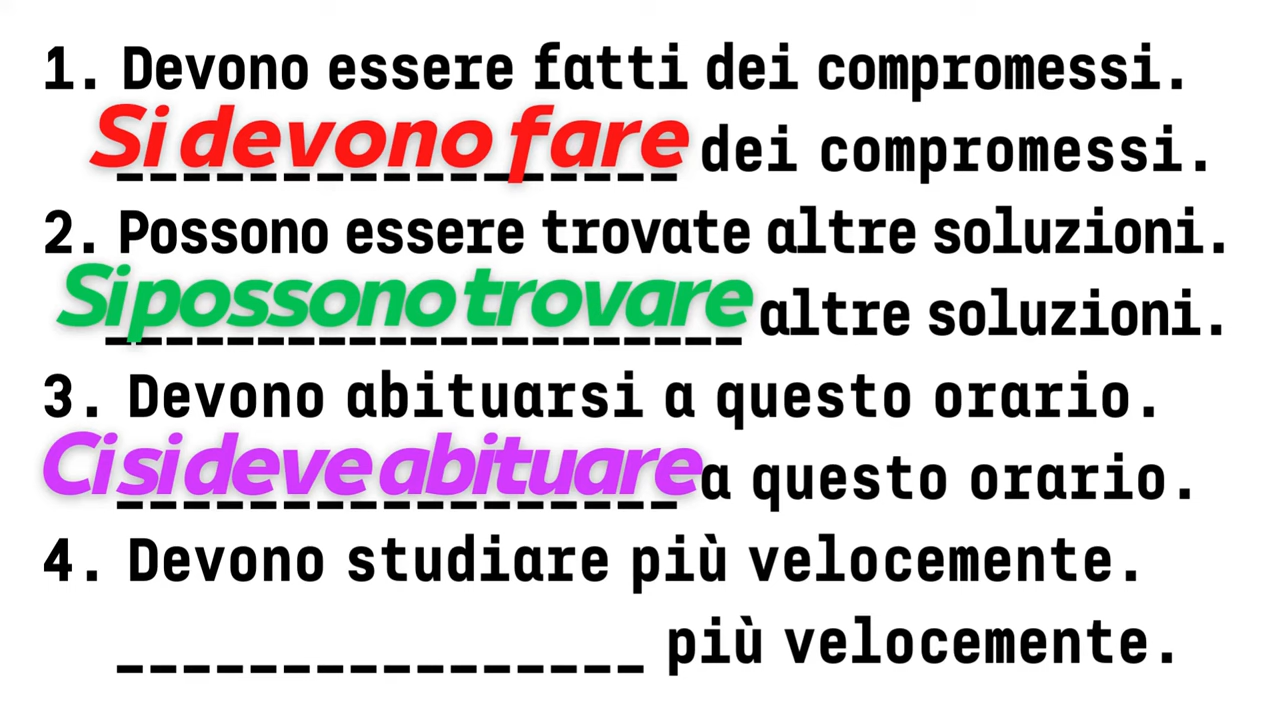 1. Devono essere fatti dei compromessi.
Si devono fare dei compromessi.
2. Possono essere trovate altre soluzioni.
Si possono trovare altre soluzioni.
3. Devono abituarsi a questo orario.
Ci si deve abituare a questo orario.
4. Devono studiare più velocemente.
________________ più velocemente.